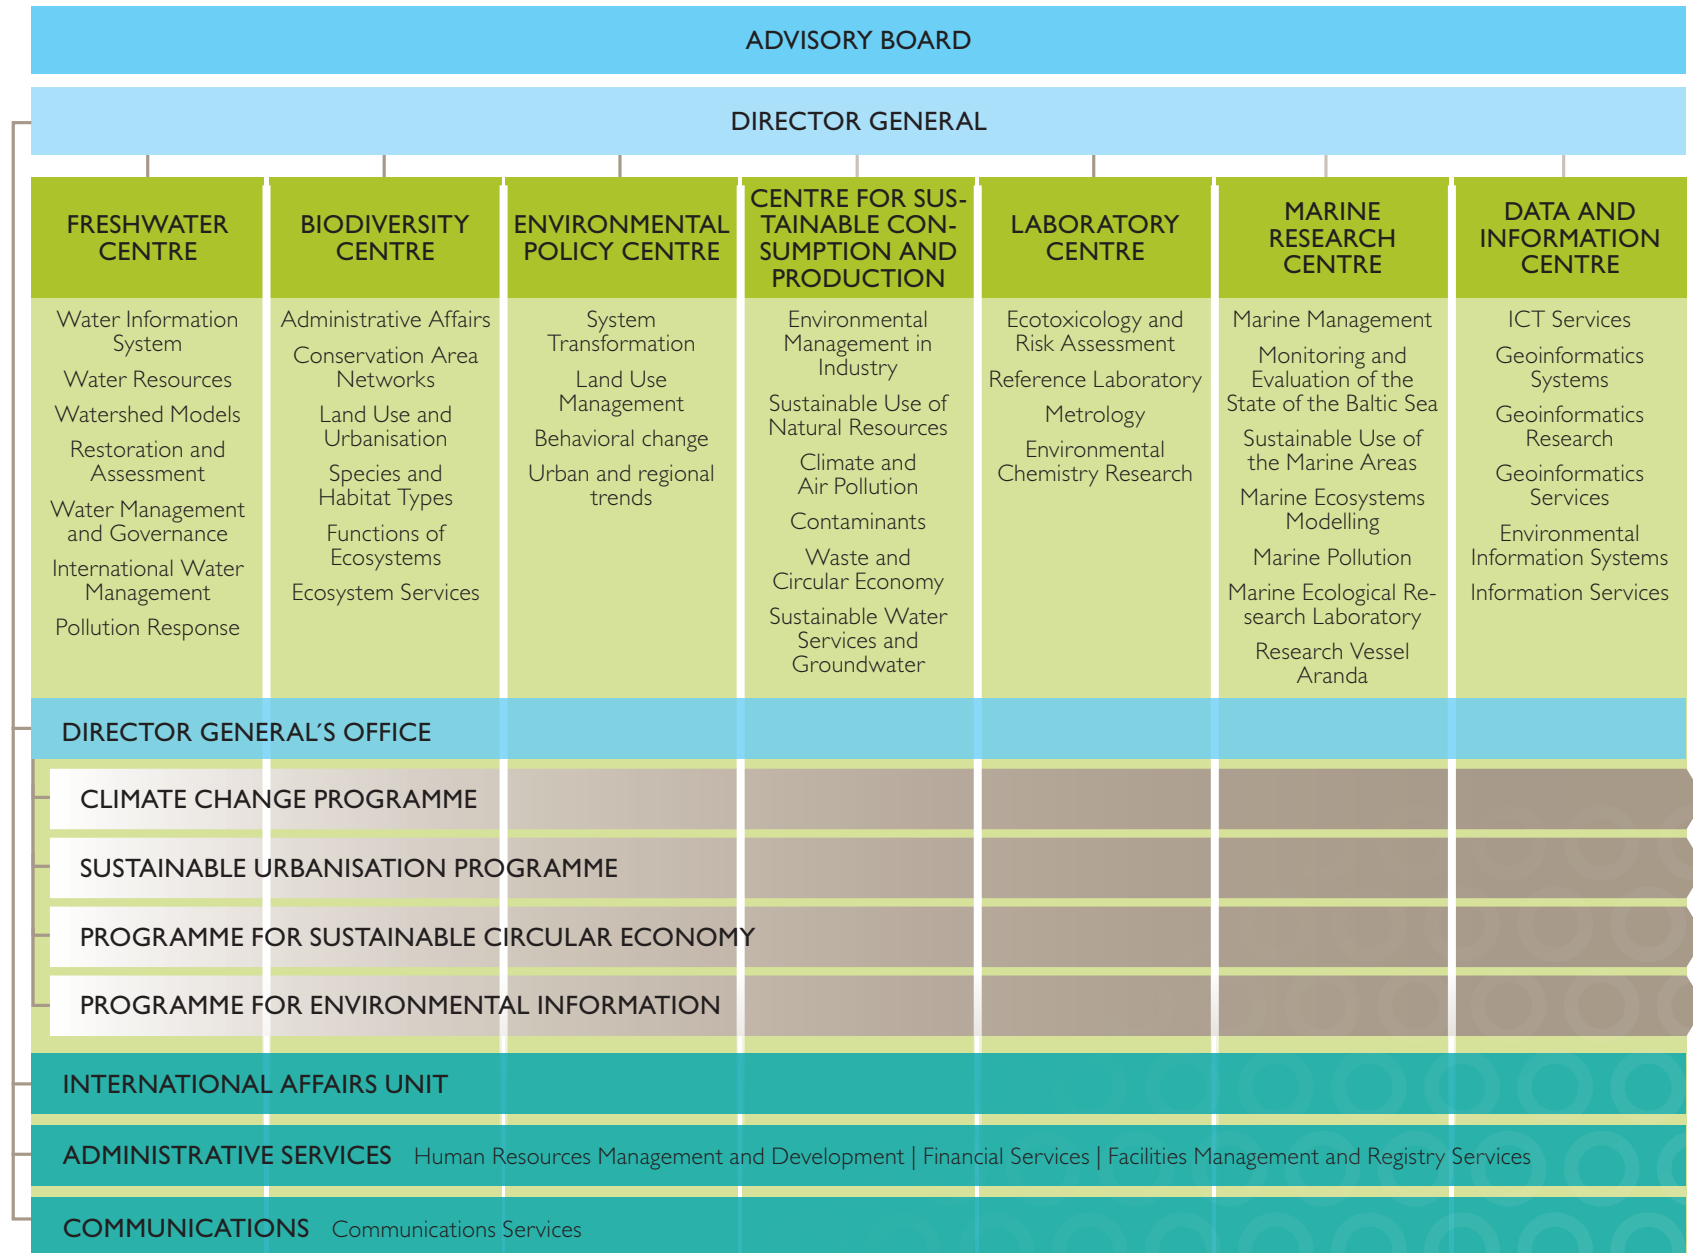 ADVISORY BOARD
DIRECTOR GENERAL
FRESHWATER
CENTRE
Water Information
System
Water Resources
Watershed Models
Restoration and
Assessment
Water Management
and Governance
International Water
Management
Pollution Response
BIODIVERSITY
CENTRE
Administrative Affairs
Conservation Area
Networks
Land Use and
Urbanisation
Species and
Habitat Types
Functions of
Ecosystems
Ecosystem Services
ENVIRONMENTAL
POLICY CENTRE
System
Transformation
Land Use
Management
Behavioral change
Urban and regional
trends
CENTRE FOR SUS-
TAINABLE CON-
SUMPTION AND
PRODUCTION
Environmental
Management in
Industry
Sustainable Use of
Natural Resources
Climate and
Air Pollution
Contaminants
Waste and
Circular Economy
Sustainable Water
Services and
Groundwater
LABORATORY
CENTRE
Ecotoxicology and
Risk Assessment
Reference Laboratory
Metrology
Environmental
Chemistry Research
MARINE
RESEARCH
CENTRE
Marine Management
Monitoring and
Evaluation of the
State of the Baltic Sea
Sustainable Use of
the Marine Areas
Marine Ecosystems
Modelling
Marine Pollution
Marine Ecological Re-
search Laboratory
Research Vessel
Aranda
DATA AND
INFORMATION
CENTRE
ICT Services
Geoinformatics
Systems
Geoinformatics
Research
Geoinformatics
Services
Environmental
Information Systems
Information Services
DIRECTOR GENERAL´S OFFICE
CLIMATE CHANGE PROGRAMME
SUSTAINABLE URBANISATION PROGRAMME
PROGRAMME FOR SUSTAINABLE CIRCULAR ECONOMY
PROGRAMME FOR ENVIRONMENTAL INFORMATION
INTERNATIONAL AFFAIRS UNIT
ADMINISTRATIVE SERVICES Human Resources Management and Development | Financial Services | Facilities Management and Registry Services
COMMUNICATIONS Communications Services